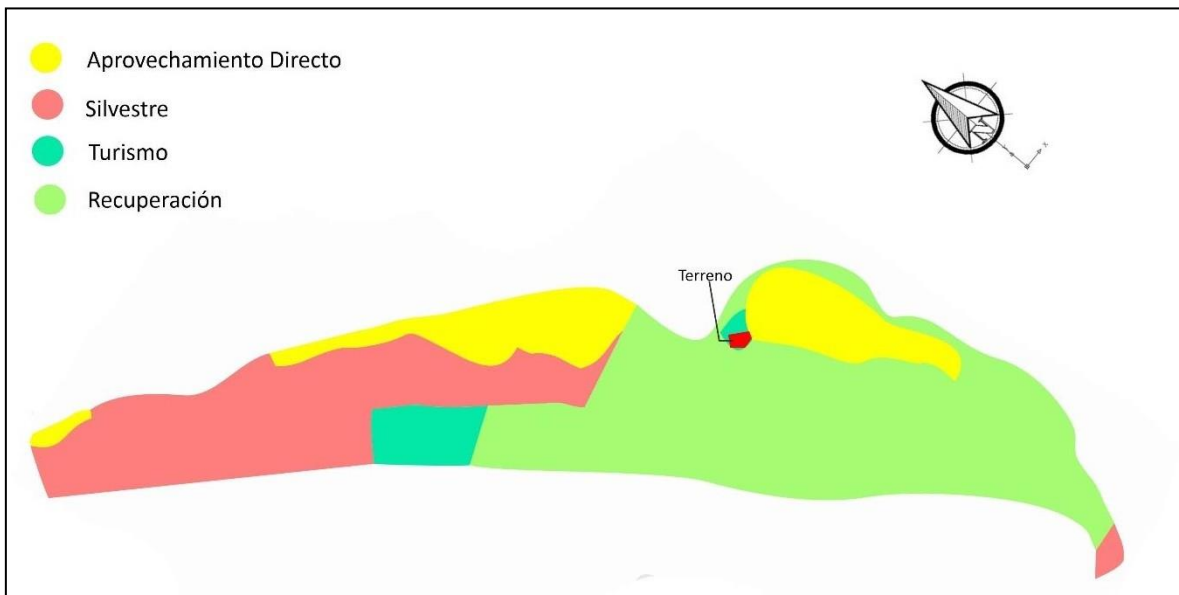 Aprovechamiento Directo
Silvestre
Turismo
Recuperación
Terreno
X